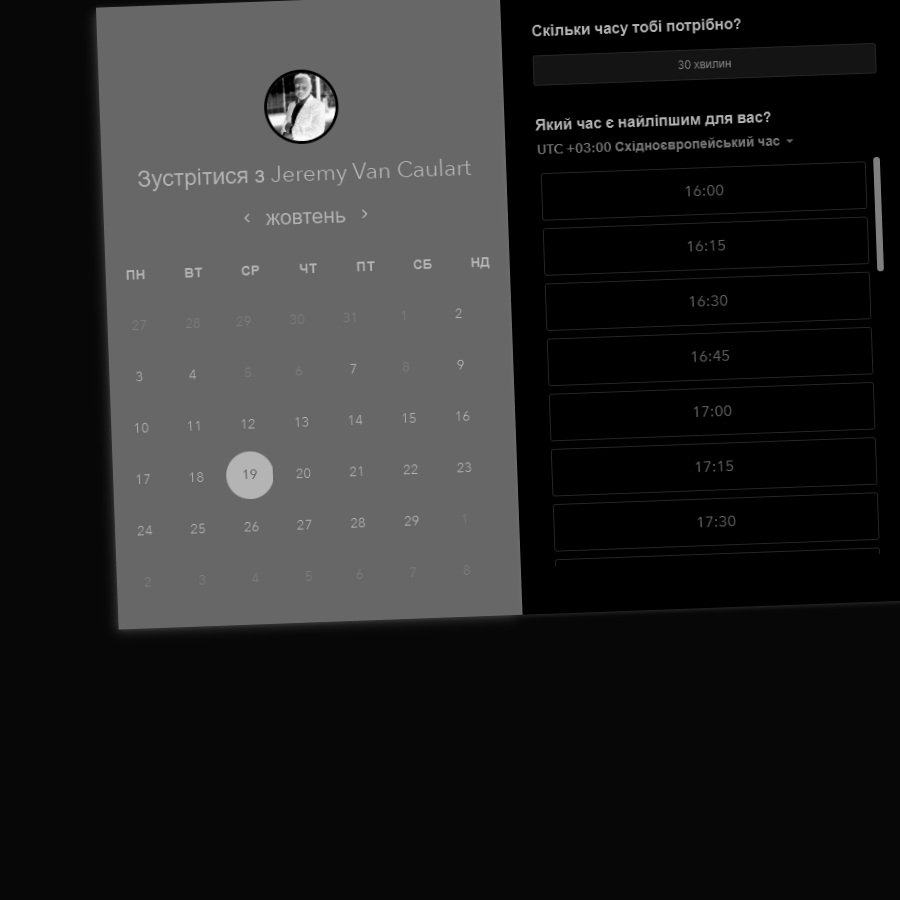 Зустрітися з Jeremy Van Caulart
жовтень
ПН ВТ СР ЧТ ПТ СБ НД
27 28 29 30 31 1 2
3 4 5 6 7 8 9
10 11 12 13 14 15 16
17 18 19 20 21 22 23
24 25 26 27 28 29 1
2 3 4 5 6 7 8
Скільки часу тобі потрібно?
30 хвилин
Який час є найліпшим для вас?
UTC +03:00 Східноєвропейський час
16:00
16:15
16:30
16:45
17:00
17:15
17:30